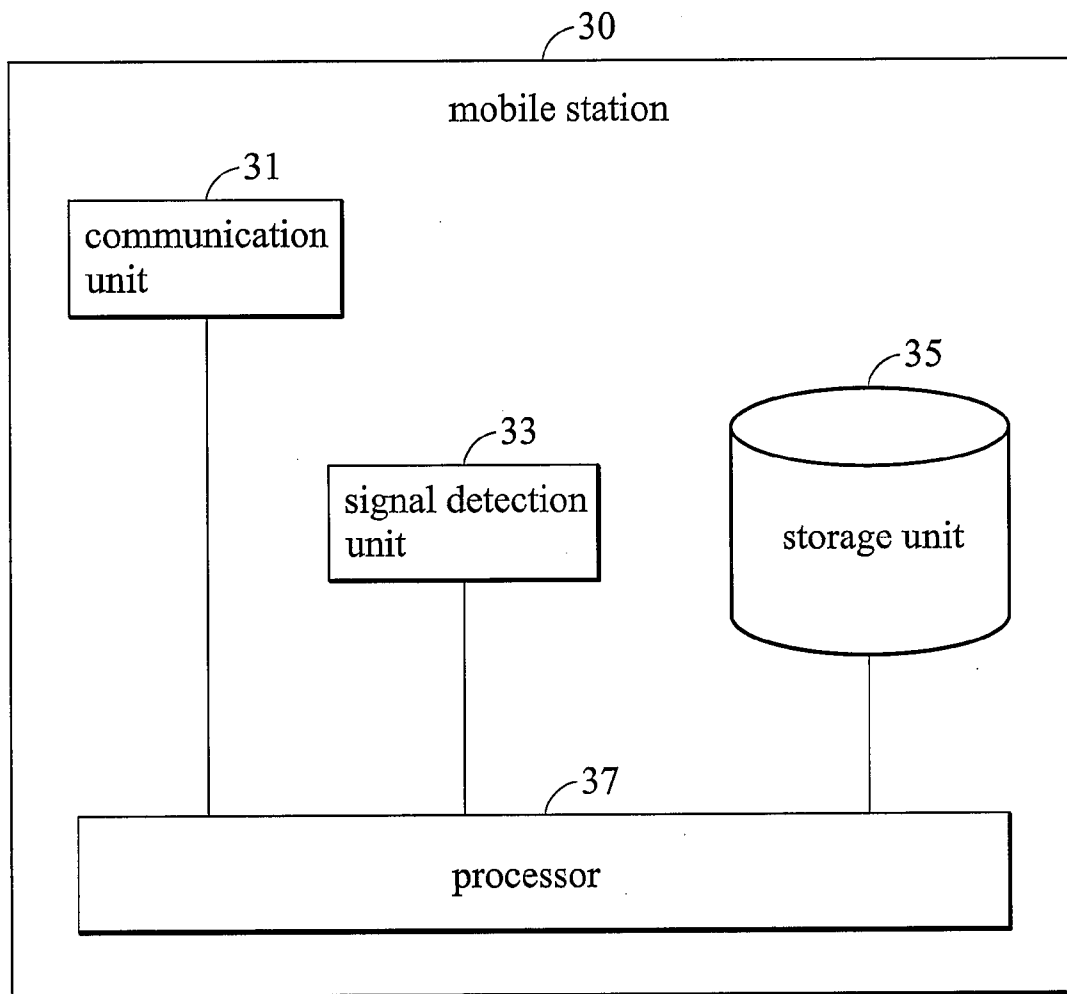 30
mobile station
31
communication
unit
35
33
signal detection
unit
storage unit
37
processor